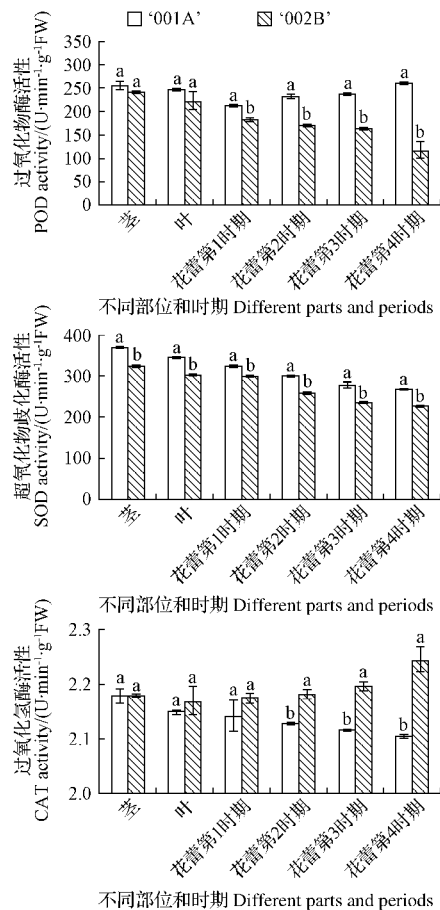 ‘001A’ ‘002B’
过氧化物酶活性
POD activity/(U·min⁻¹·g⁻¹FW)
350
300
250
200
150
100
50
0
a a a a a b a b a b a b
茎 叶 花蕾第1时期 花蕾第2时期 花蕾第3时期 花蕾第4时期
不同部位和时期 Different parts and periods
超氧化物歧化酶活性
SOD activity/(U·min⁻¹·g⁻¹FW)
400
300
200
100
0
a b a b a b a b a b a b
茎 叶 花蕾第1时期 花蕾第2时期 花蕾第3时期 花蕾第4时期
不同部位和时期 Different parts and periods
过氧化氢酶活性
CAT activity/(U·min⁻¹·g⁻¹FW)
2.3
2.2
2.1
2.0
a a a a a a b a b a b a
茎 叶 花蕾第1时期 花蕾第2时期 花蕾第3时期 花蕾第4时期
不同部位和时期 Different parts and periods